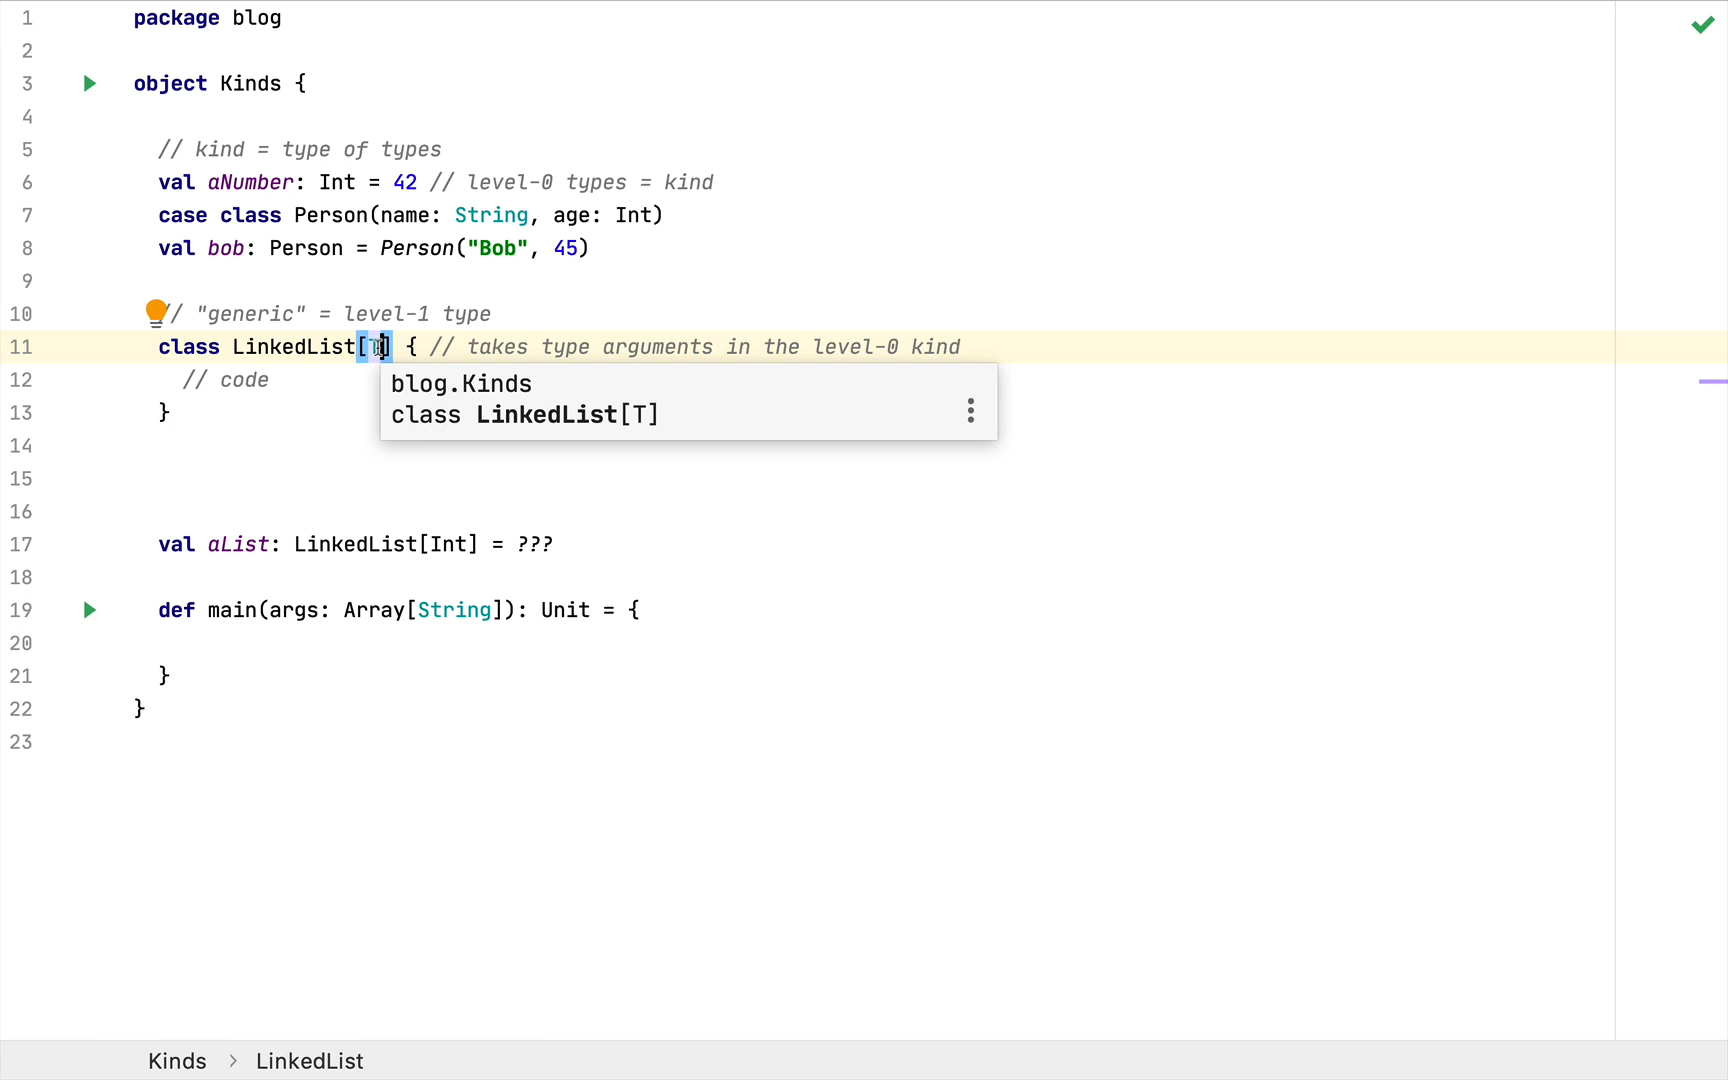 1 package blog
2
3 object Kinds {
4
5 // kind = type of types
6 val aNumber: Int = 42 // level-0 types = kind
7 case class Person(name: String, age: Int)
8 val bob: Person = Person("Bob", 45)
9
10 // "generic" = level-1 type
11 class LinkedList[T] { // takes type arguments in the level-0 kind
12 // code
blog.Kinds
class LinkedList[T]
13 }
14
15
16
17 val aList: LinkedList[Int] = ???
18
19 def main(args: Array[String]): Unit = {
20
21 }
22 }
23
Kinds > LinkedList